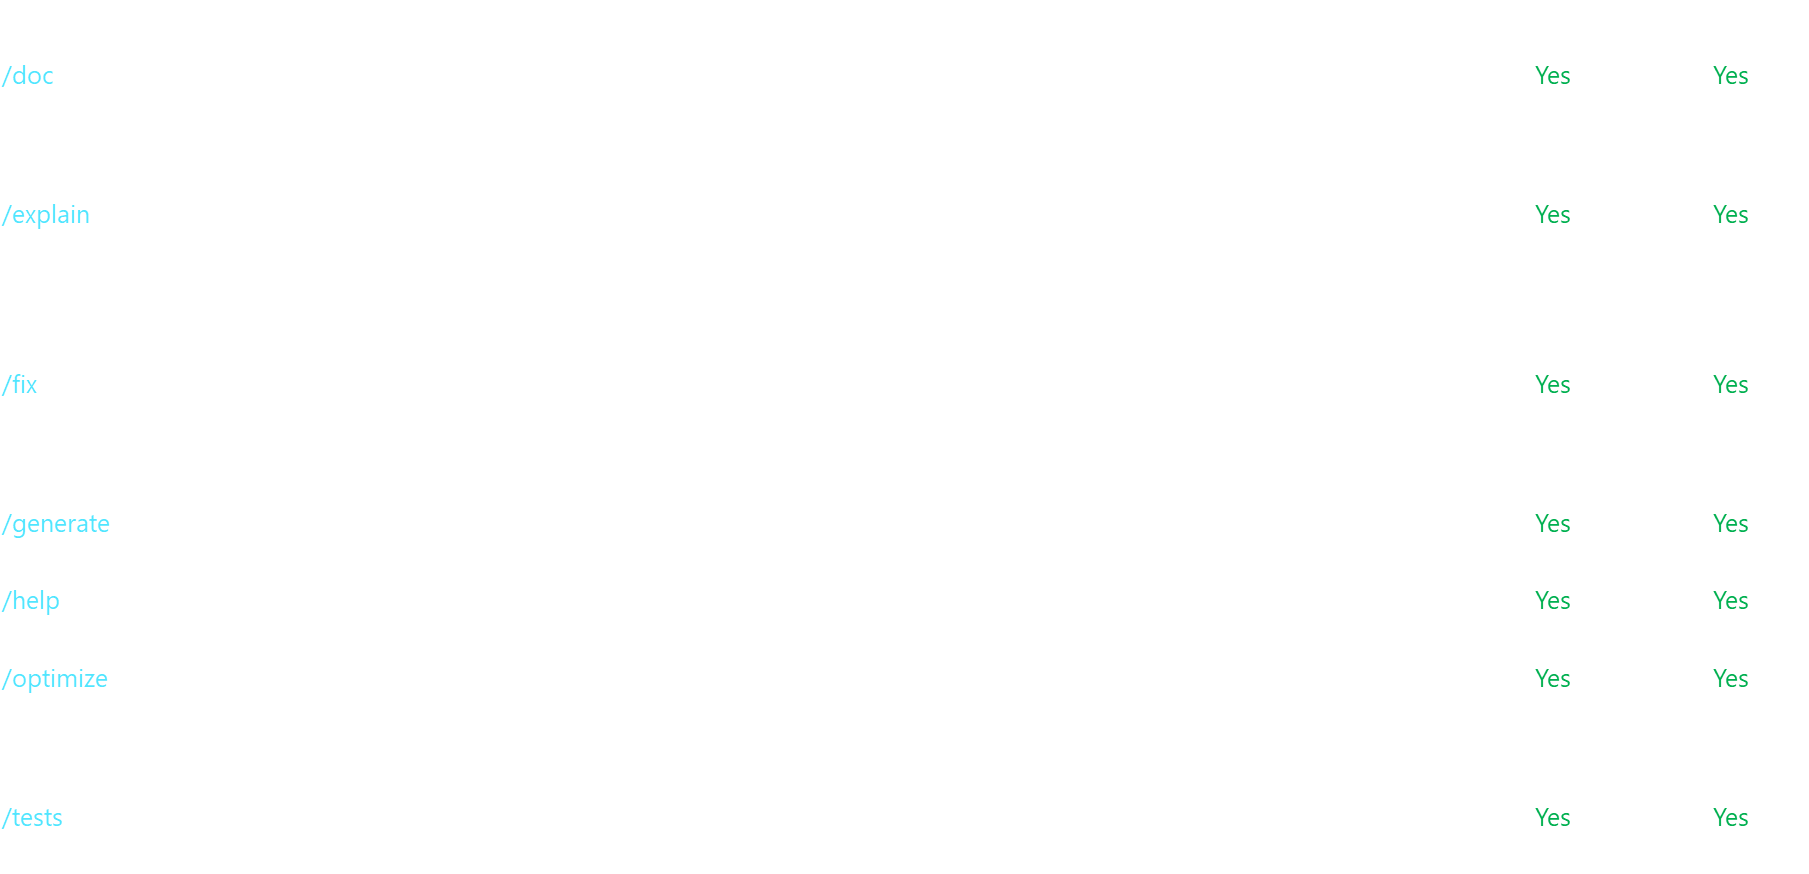 /doc Yes Yes
/explain Yes Yes
/fix Yes Yes
/generate Yes Yes
/help Yes Yes
/optimize Yes Yes
/tests Yes Yes